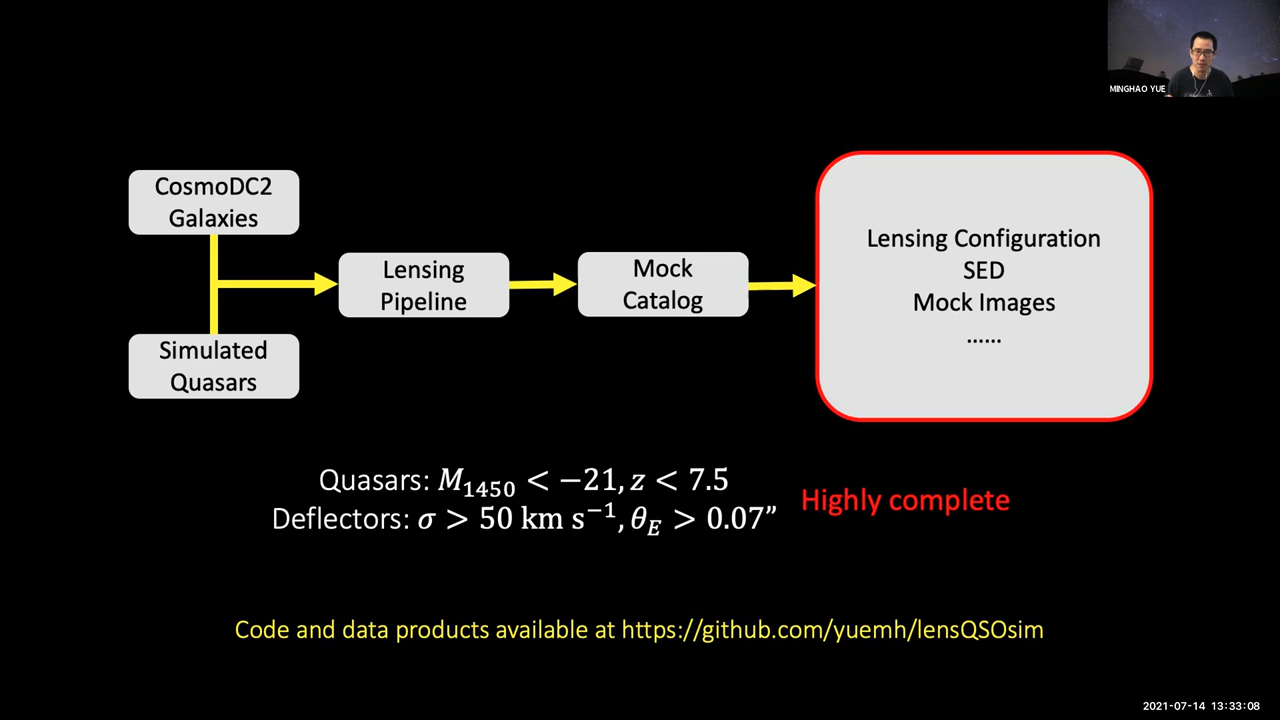 MINGHAO YUE
CosmoDC2
Galaxies
Simulated
Quasars
Lensing
Pipeline
Mock
Catalog
Lensing Configuration
SED
Mock Images
......
Quasars: M₁₄₅₀ < −21, z < 7.5
Deflectors: σ > 50 km s⁻¹, θ_E > 0.07”
Highly complete
Code and data products available at https://github.com/yuemh/lensQSOsim
2021-07-14 13:33:08